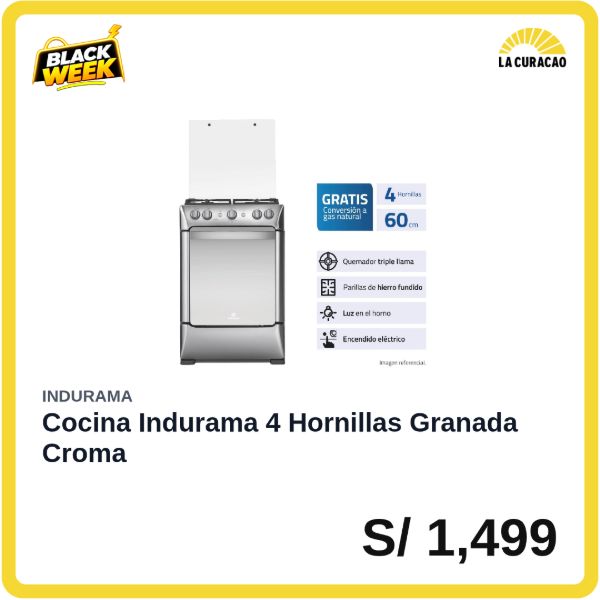 BLACK
WEEK
LA CURACAO
GRATIS
Conversión a
gas natural
4 Hornillas
60 cm
Quemador triple llama
Parillas de hierro fundido
Luz en el horno
Encendido eléctrico
Imagen referencial.
INDURAMA
Cocina Indurama 4 Hornillas Granada
Croma
S/ 1,499